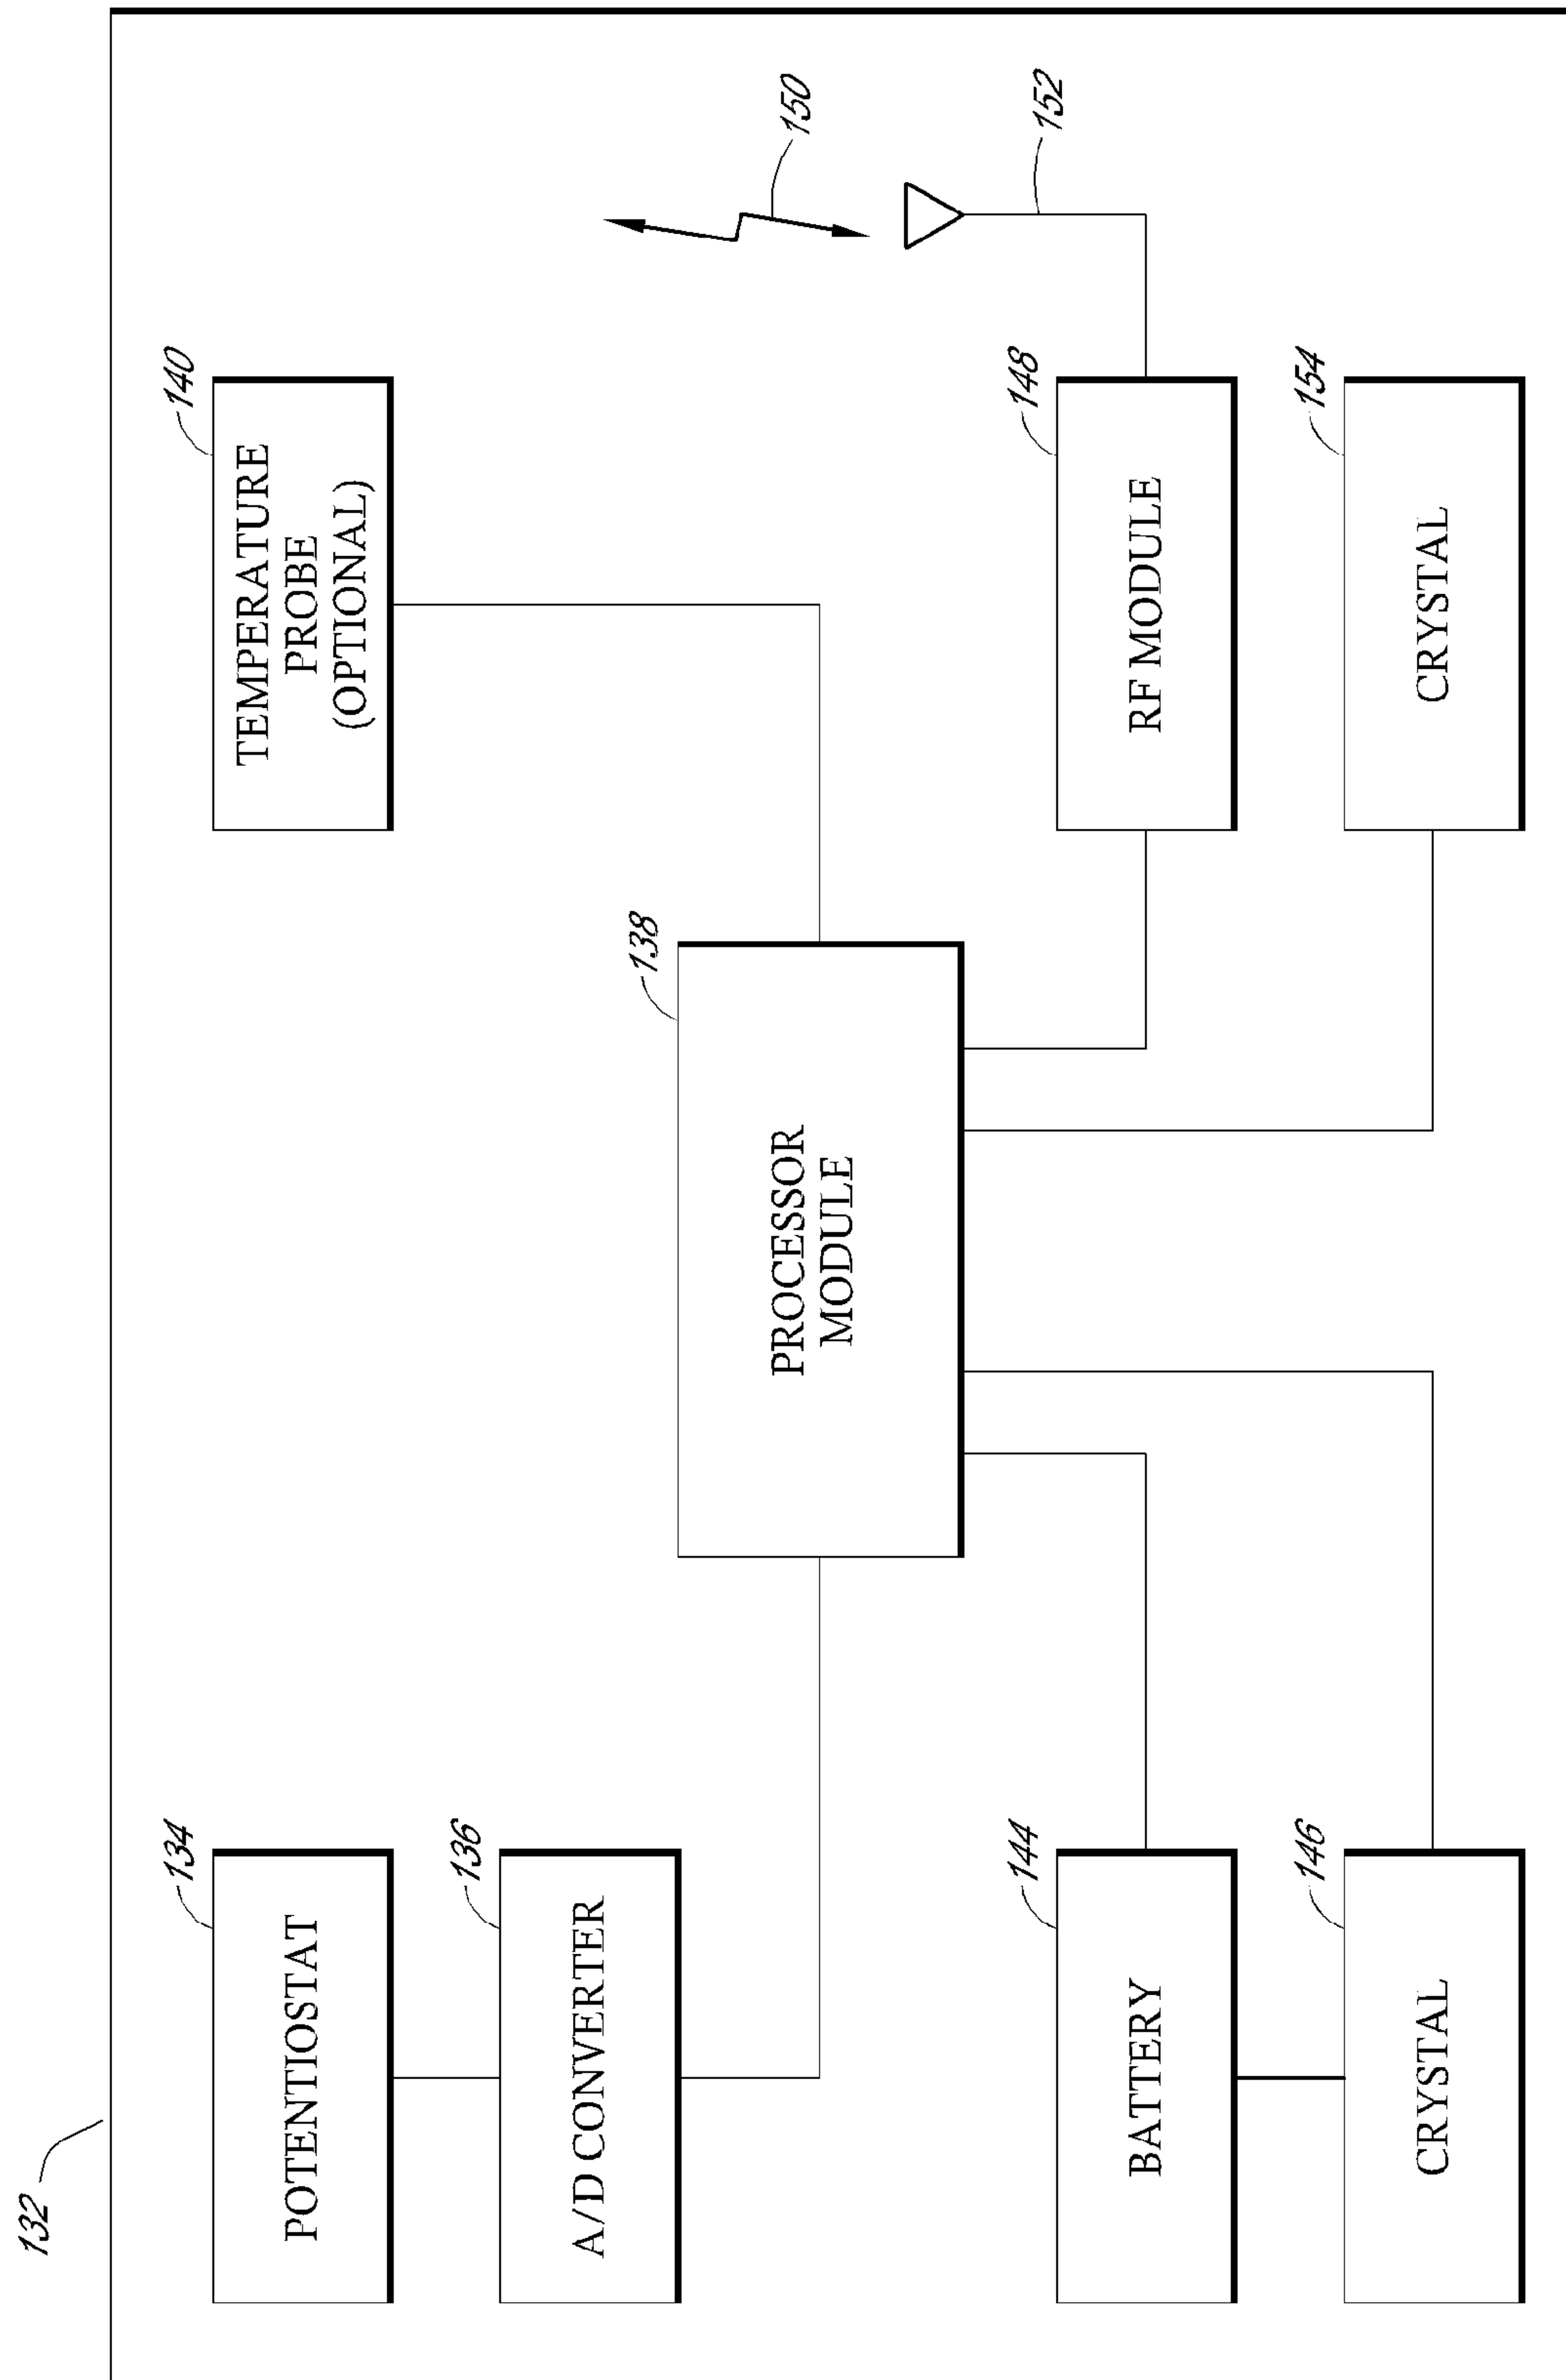 132
134
POTENTIOSTAT
136
A/D CONVERTER
138
PROCESSOR
MODULE
140
TEMPERATURE
PROBE
(OPTIONAL)
150
152
144
BATTERY
146
CRYSTAL
148
RF MODULE
154
CRYSTAL